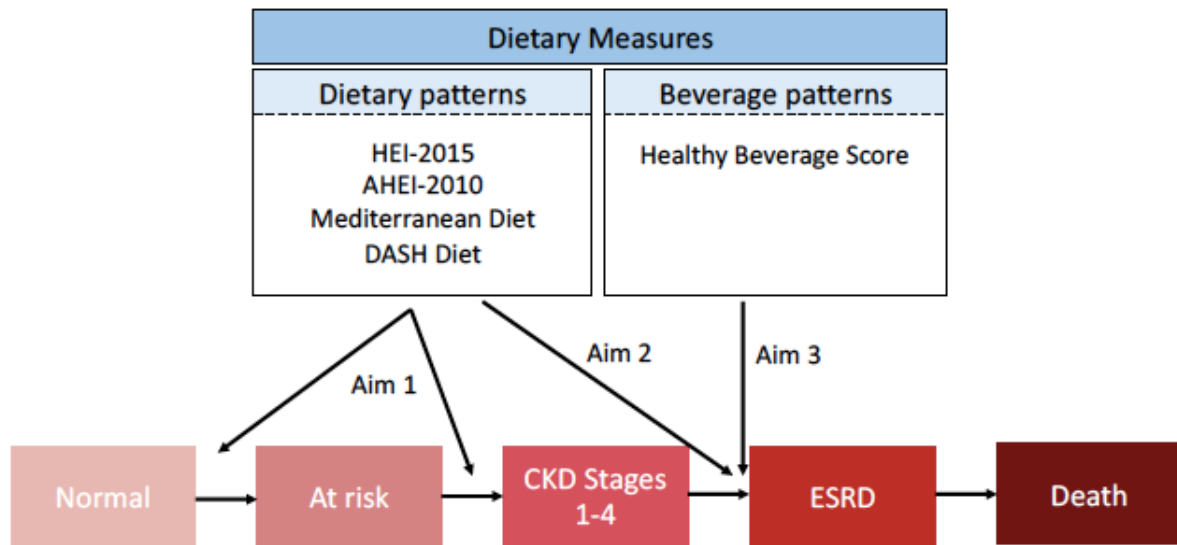 Dietary Measures
Dietary patterns
Beverage patterns
HEI-2015
AHEI-2010
Mediterranean Diet
DASH Diet
Healthy Beverage Score
Aim 1
Aim 2
Aim 3
Normal
At risk
CKD Stages
1-4
ESRD
Death